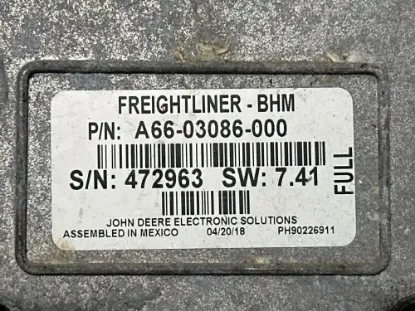 FREIGHTLINER - BHM
P/N: A66-03086-000
S/N: 472963 SW: 7.41
FULL
JOHN DEERE ELECTRONIC SOLUTIONS
ASSEMBLED IN MEXICO 04/20/18 PH90226911